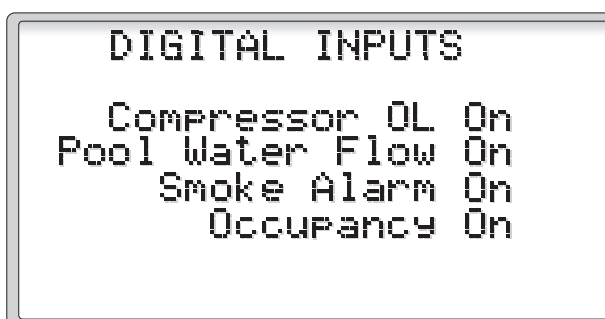 DIGITAL INPUTS
Compressor OL On
Pool Water Flow On
Smoke Alarm On
Occupancy On